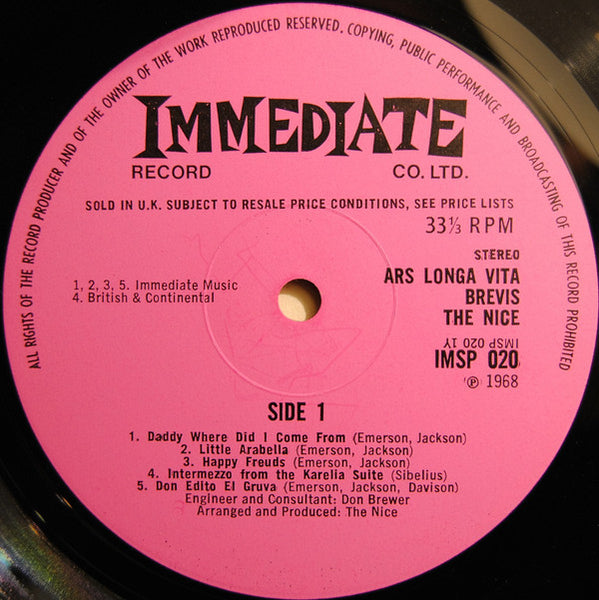 ALL RIGHTS OF THE RECORD PRODUCER AND OF THE OWNER OF THE WORK REPRODUCED RESERVED. COPYING, PUBLIC PERFORMANCE AND BROADCASTING OF THIS RECORD PROHIBITED
IMMEDIATE
RECORD CO. LTD.
SOLD IN U.K. SUBJECT TO RESALE PRICE CONDITIONS, SEE PRICE LISTS
33⅓ RPM
STEREO
1, 2, 3, 5. Immediate Music
4. British & Continental
ARS LONGA VITA
BREVIS
THE NICE
IMSP 020 1Y
IMSP 020
℗ 1968
SIDE 1
1. Daddy Where Did I Come From (Emerson, Jackson)
2. Little Arabella (Emerson, Jackson)
3. Happy Freuds (Emerson, Jackson)
4. Intermezzo from the Karelia Suite (Sibelius)
5. Don Edito El Gruva (Emerson, Jackson, Davison)
Engineer and Consultant: Don Brewer
Arranged and Produced: The Nice